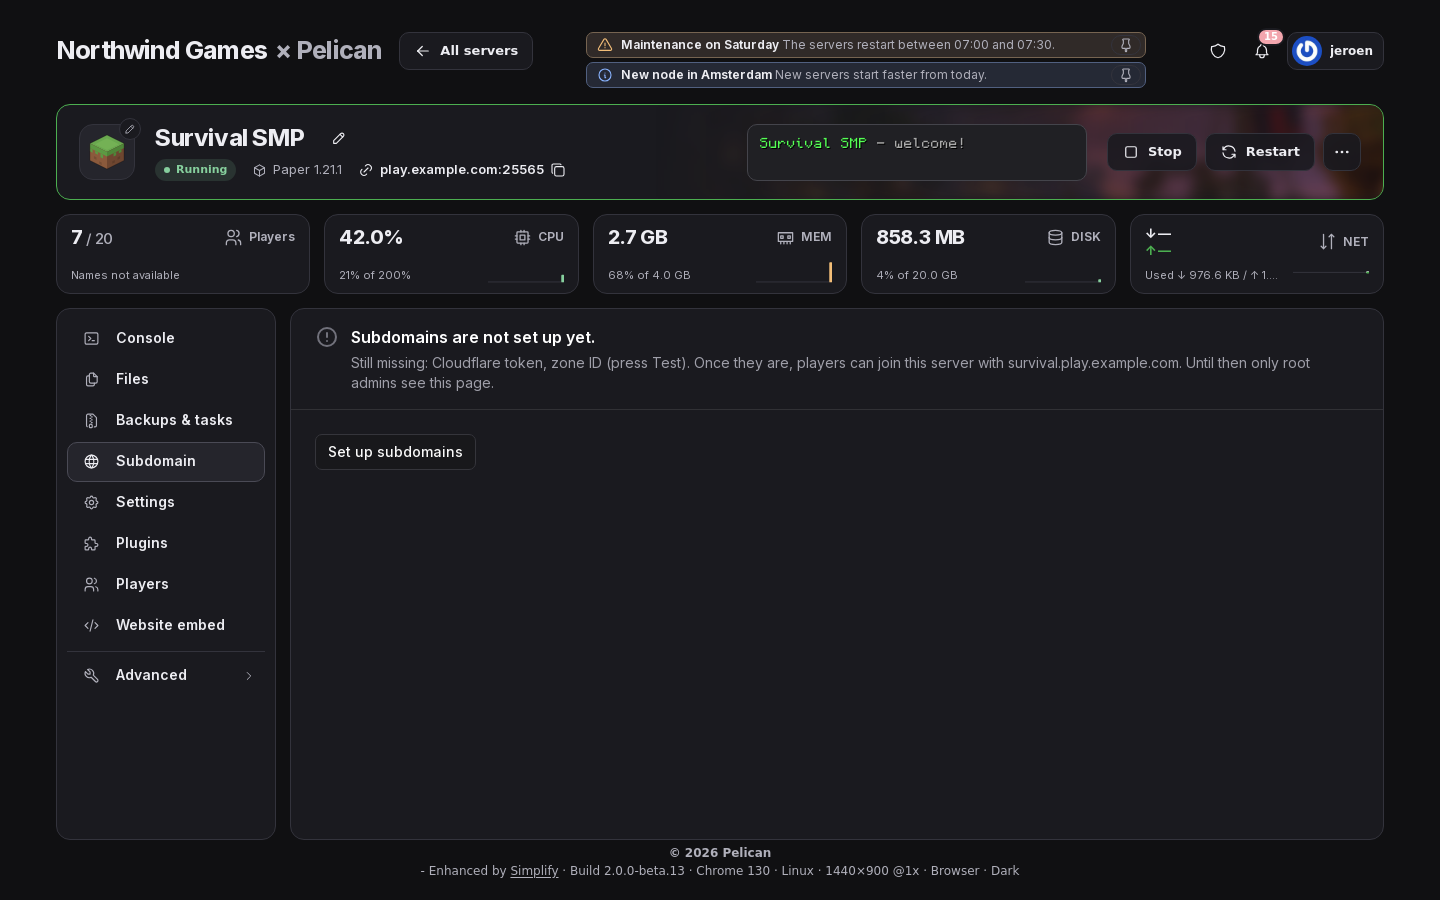 Northwind Games × Pelican
All servers
Maintenance on Saturday The servers restart between 07:00 and 07:30.
New node in Amsterdam New servers start faster from today.
15
jeroen
Survival SMP
Running
Paper 1.21.1
play.example.com:25565
Survival SMP - welcome!
Stop
Restart
7 / 20
Players
Names not available
42.0%
CPU
21% of 200%
2.7 GB
MEM
68% of 4.0 GB
858.3 MB
DISK
4% of 20.0 GB
↓—
↑—
NET
Used ↓ 976.6 KB / ↑ 1....
Console
Files
Backups & tasks
Subdomain
Settings
Plugins
Players
Website embed
Advanced
Subdomains are not set up yet.
Still missing: Cloudflare token, zone ID (press Test). Once they are, players can join this server with survival.play.example.com. Until then only root
admins see this page.
Set up subdomains
© 2026 Pelican
- Enhanced by Simplify · Build 2.0.0-beta.13 · Chrome 130 · Linux · 1440×900 @1x · Browser · Dark